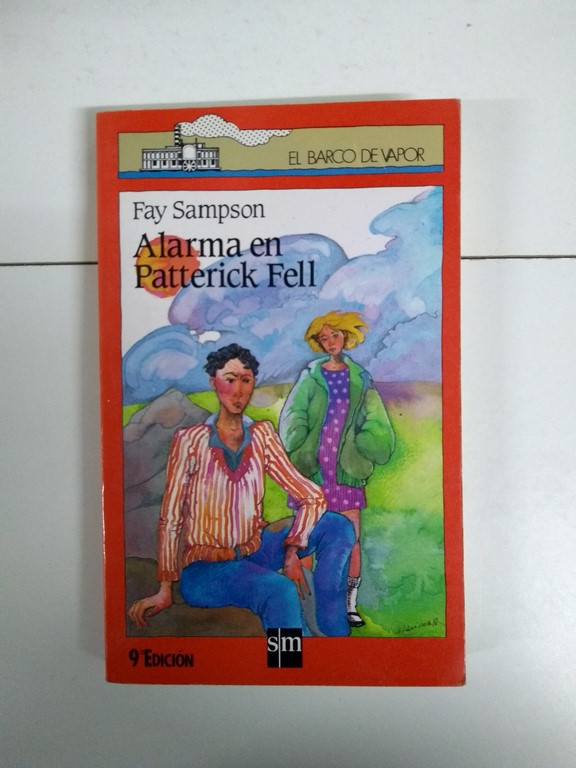 EL BARCO DE VAPOR
Fay Sampson
Alarma en
Patterick Fell
9ª EDICIÓN
sm